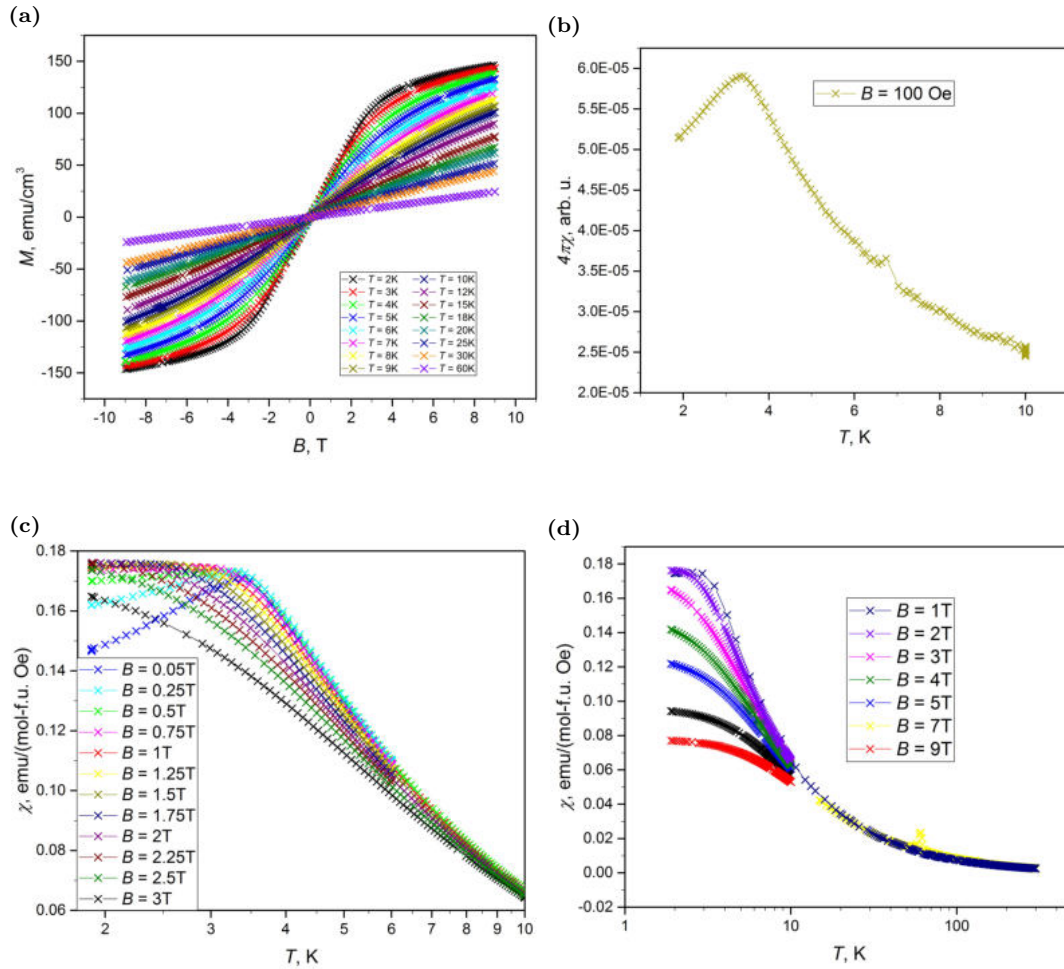 (a)
150
100
50
0
-50
-100
-150
M, emu/cm³
-10 -8 -6 -4 -2 0 2 4 6 8 10
B, T
T = 2K T = 10K
T = 3K T = 12K
T = 4K T = 15K
T = 5K T = 18K
T = 6K T = 20K
T = 7K T = 25K
T = 8K T = 30K
T = 9K T = 60K
(b)
6.0E-05
5.5E-05
5.0E-05
4.5E-05
4.0E-05
3.5E-05
3.0E-05
2.5E-05
2.0E-05
4πχ, arb. u.
B = 100 Oe
2 4 6 8 10
T, K
(c)
0.18
0.16
0.14
0.12
0.10
0.08
0.06
χ, emu/(mol-f.u. Oe)
B = 0.05T
B = 0.25T
B = 0.5T
B = 0.75T
B = 1T
B = 1.25T
B = 1.5T
B = 1.75T
B = 2T
B = 2.25T
B = 2.5T
B = 3T
2 3 4 5 6 7 8 9 10
T, K
(d)
0.18
0.16
0.14
0.12
0.10
0.08
0.06
0.04
0.02
0.00
-0.02
χ, emu/(mol-f.u. Oe)
B = 1T
B = 2T
B = 3T
B = 4T
B = 5T
B = 7T
B = 9T
1 10 100
T, K